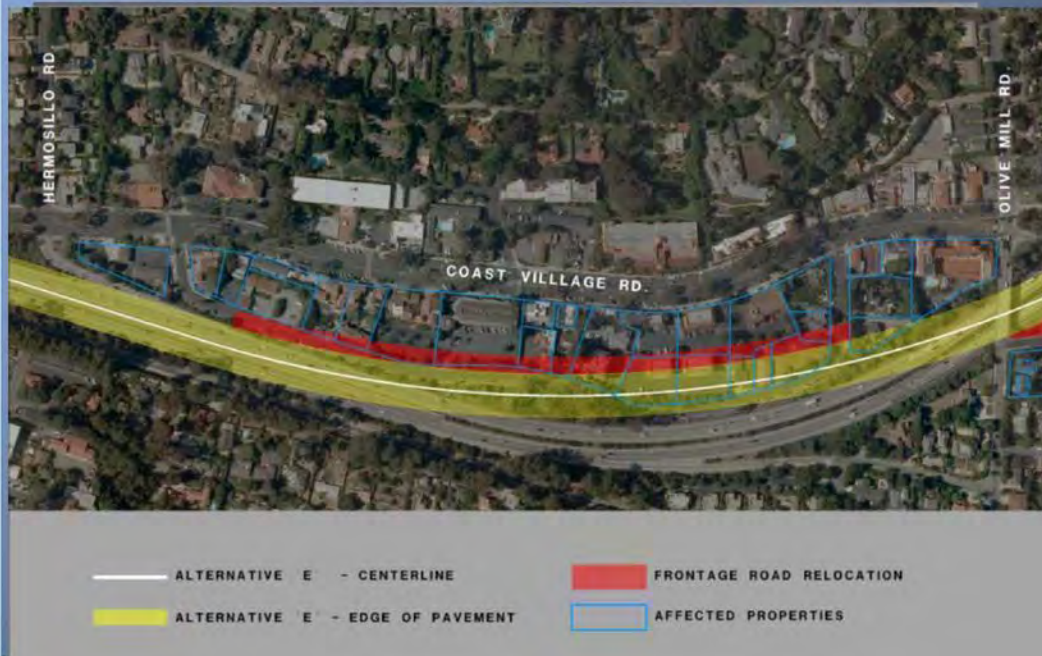 HERMOSILLO RD
OLIVE MILL RD.
COAST VILLLAGE RD.
ALTERNATIVE E - CENTERLINE
ALTERNATIVE E - EDGE OF PAVEMENT
FRONTAGE ROAD RELOCATION
AFFECTED PROPERTIES